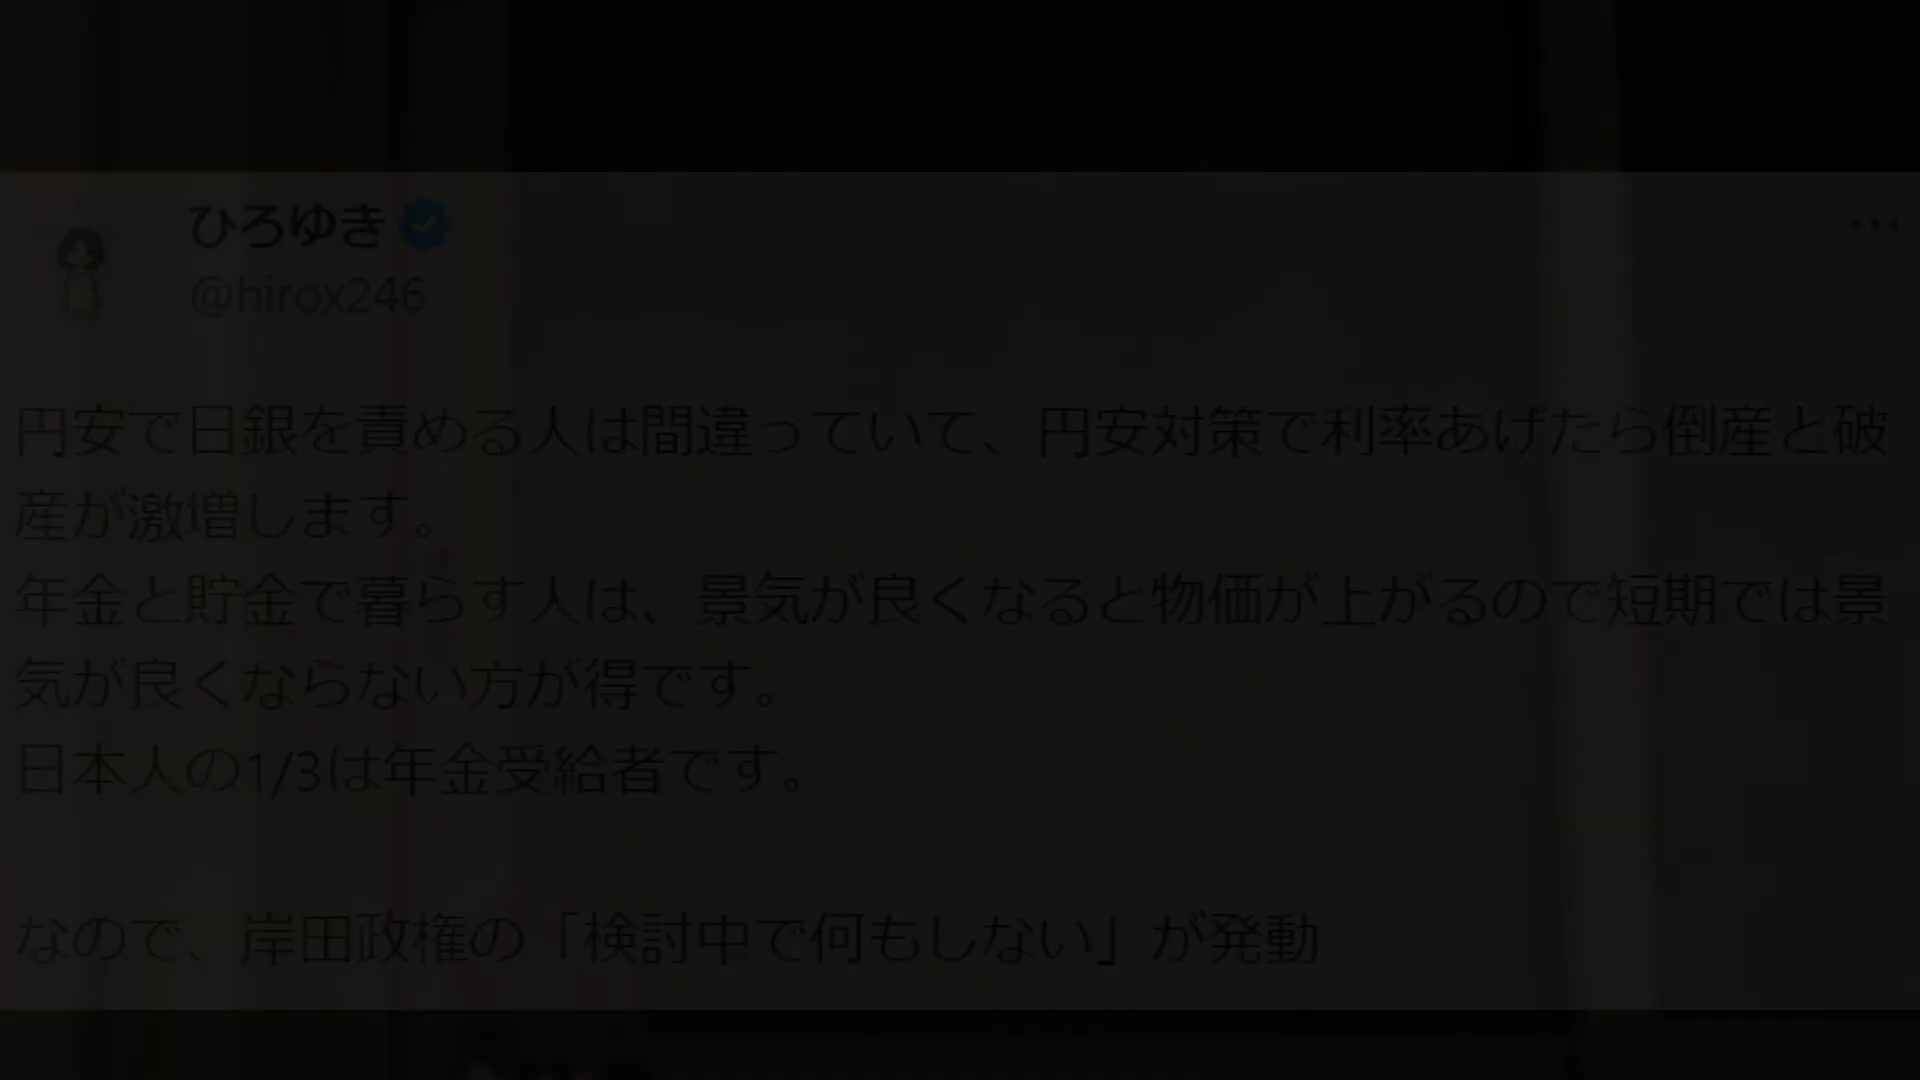 ひろゆき
@hirox246
円安で日銀を責める人は間違っていて、円安対策で利率あげたら倒産と破
産が激増します。
年金と貯金で暮らす人は、景気が良くなると物価が上がるので短期では景
気が良くならない方が得です。
日本人の1/3は年金受給者です。
なので、岸田政権の「検討中で何もしない」が発動